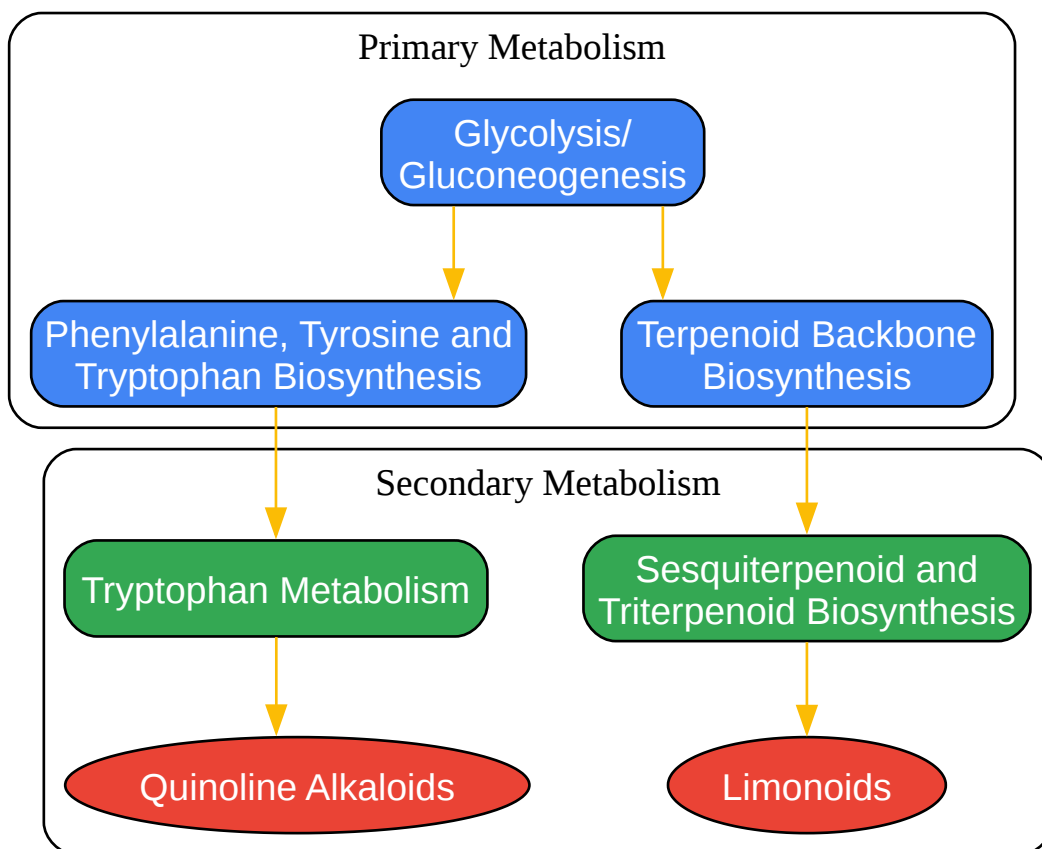 Primary Metabolism
Glycolysis/
Gluconeogenesis
Phenylalanine, Tyrosine and
Tryptophan Biosynthesis
Terpenoid Backbone
Biosynthesis
Secondary Metabolism
Tryptophan Metabolism
Sesquiterpenoid and
Triterpenoid Biosynthesis
Quinoline Alkaloids
Limonoids